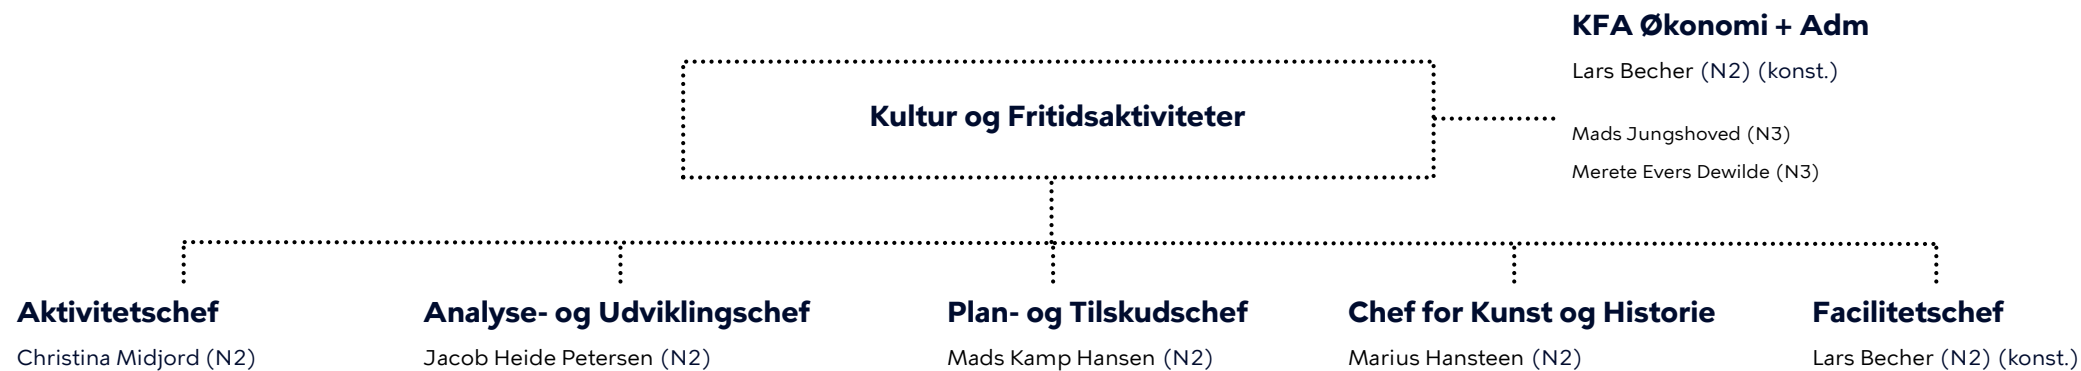 KFA Økonomi + Adm
Lars Becher (N2) (konst.)
Kultur og Fritidsaktiviteter
Mads Jungshoved (N3)
Merete Evers Dewilde (N3)
Aktivitetschef
Christina Midjord (N2)
Analyse- og Udviklingschef
Jacob Heide Petersen (N2)
Plan- og Tilskudschef
Mads Kamp Hansen (N2)
Chef for Kunst og Historie
Marius Hansteen (N2)
Facilitetschef
Lars Becher (N2) (konst.)